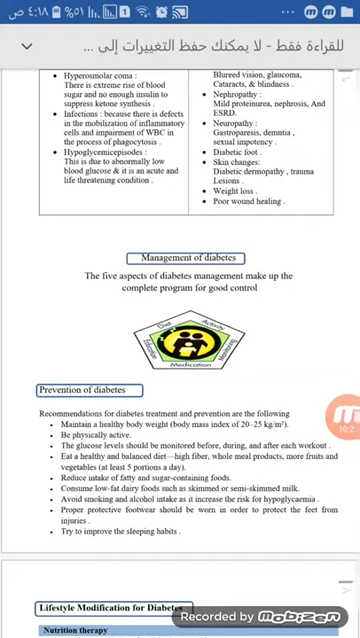 ص ٤:١٨ %٥١
للقراءة فقط - لا يمكنك حفظ التغييرات إلى ...
• Hyperosmolar coma :
There is extreme rise of blood
sugar and no enough insulin to
suppress ketone synthesis .
• Infections : because there is defects
in the mobilization of inflammatory
cells and impairment of WBC in
the process of phagocytosis .
• Hypoglycemicepisodes :
This is due to abnormally low
blood glucose & it is an acute and
life threatening condition .
Blureed vision, glaucoma,
Cataracts, & blindness .
• Nephropathy :
Mild proteinurea, nephrosis, And
ESRD.
• Neuropathy :
Gastroparesis, demntia ,
sexual impotency .
• Diabetic foot .
• Skin changes:
Diabetic dermopathy , trauma
Lesions .
• Weight loss .
• Poor wound healing .
Management of diabetes
The five aspects of diabetes management make up the
complete program for good control
Diet
Activity
Education
Monitoring
Medication
Prevention of diabetes
10:2
Recommendations for diabetes treatment and prevention are the following
• Maintain a healthy body weight (body mass index of 20–25 kg/m²).
• Be physically active.
• The glucose levels should be monitored before, during, and after each workout .
• Eat a healthy and balanced diet—high fiber, whole meal products, more fruits and
vegetables (at least 5 portions a day).
• Reduce intake of fatty and sugar-containing foods.
• Consume low-fat dairy foods such as skimmed or semi-skimmed milk.
• Avoid smoking and alcohol intake as it increase the risk for hypoglycaemia .
• Proper protective footwear should be worn in order to protect the feet from
injuries .
• Try to improve the sleeping habits .
Lifestyle Modification for Diabetes
Recorded by Mobizen
Nutrition therapy